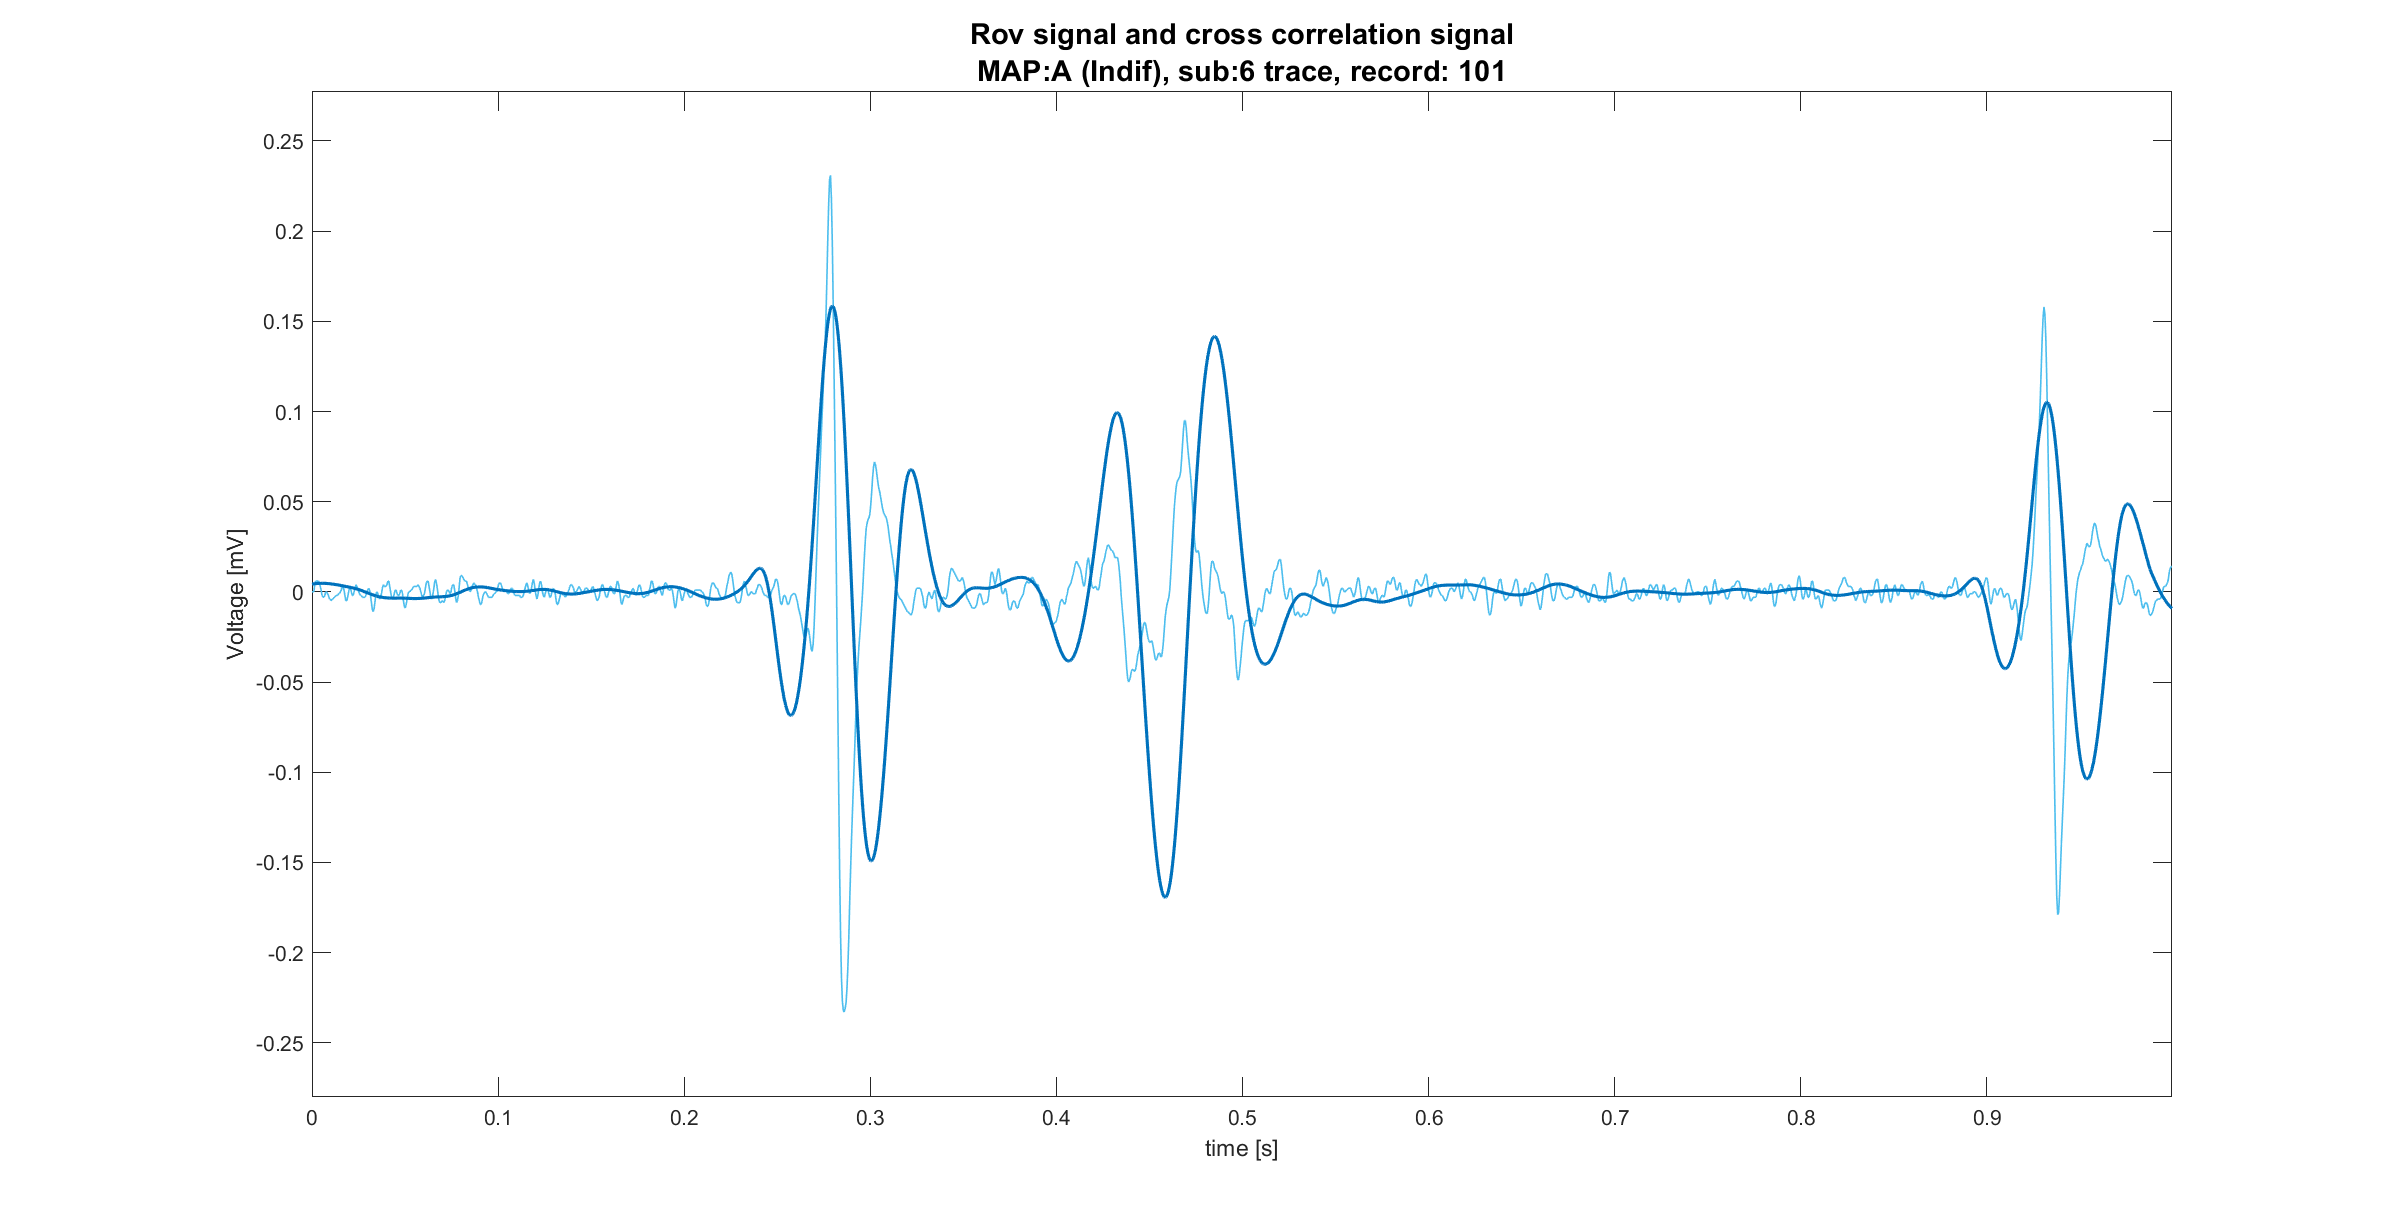 Rov signal and cross correlation signal
MAP:A (Indif), sub:6 trace, record: 101
0.25
0.2
0.15
0.1
0.05
0
-0.05
-0.1
-0.15
-0.2
-0.25
Voltage [mV]
0 0.1 0.2 0.3 0.4 0.5 0.6 0.7 0.8 0.9
time [s]